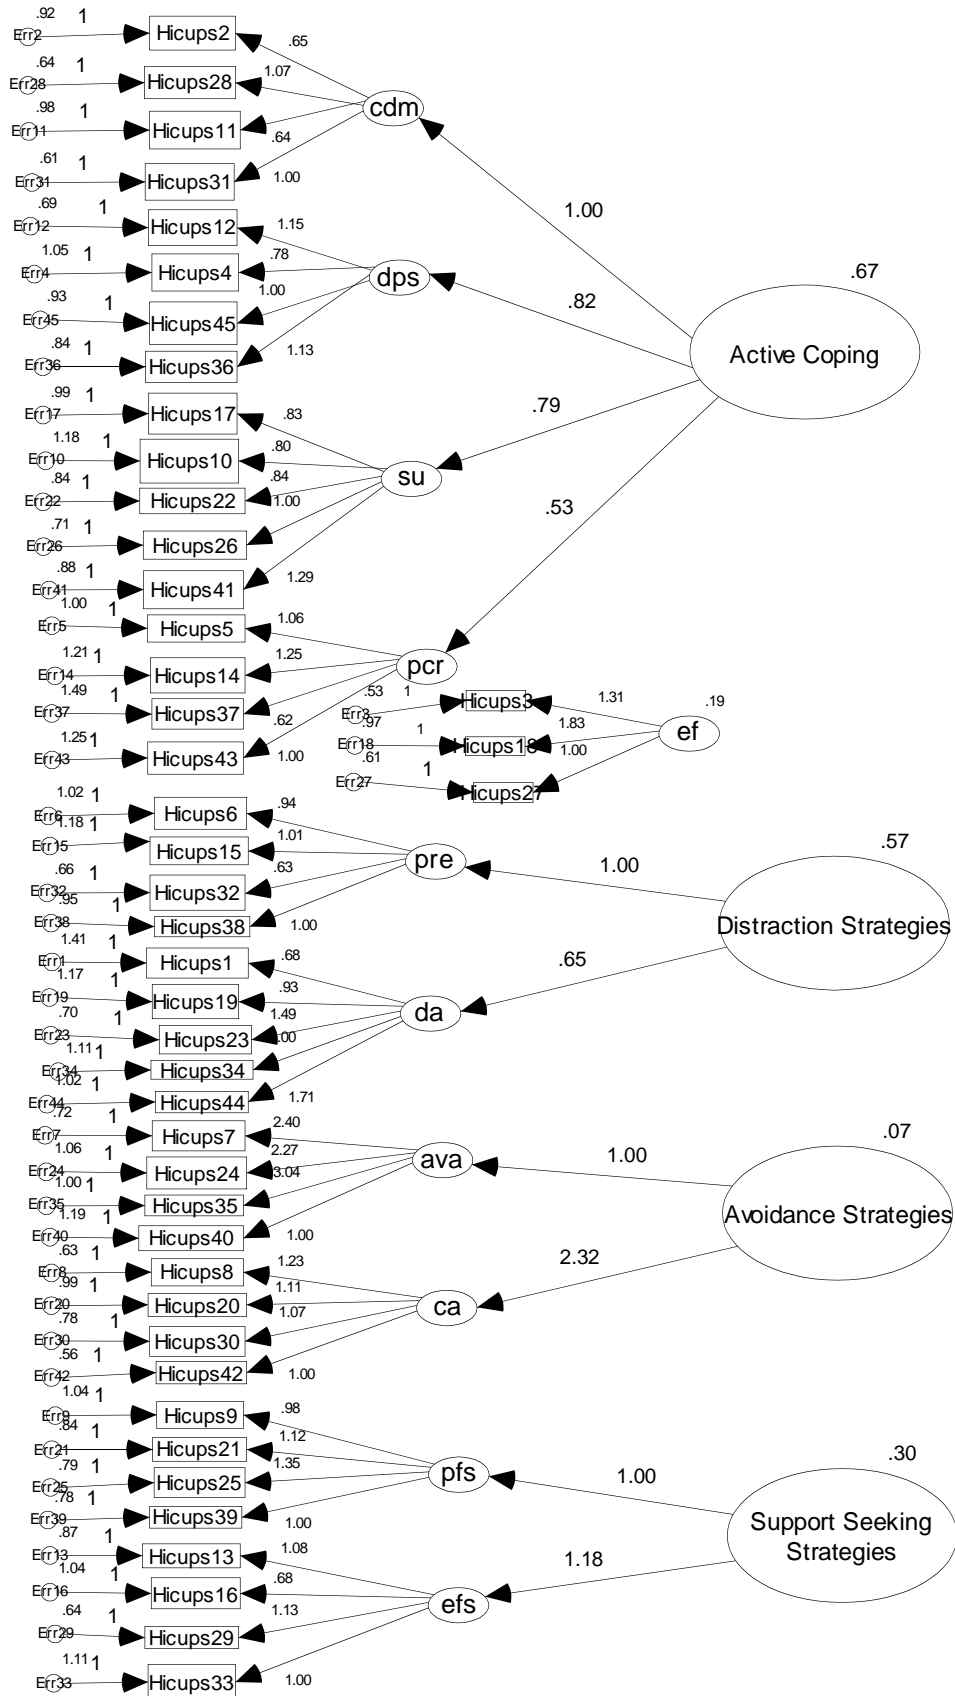 .92 1
Err2 Hicups2 .65
.64 1
Err28 Hicups28 1.07
cdm
.98 1
Err11 Hicups11 .64
.61 1
Err31 Hicups31 1.00
1.00
.69 1
Err12 Hicups12 1.15
1.05 1
Err4 Hicups4 .78
dps
.82
.67
.93 1
Err45 Hicups45 1.00
.84 1
Err36 Hicups36 1.13
Active Coping
.99 1
Err17 Hicups17 .83
.79
1.18 1
Err10 Hicups10 .80
su
.84 1
Err22 Hicups22 .84
1.00
.53
.71 1
Err26 Hicups26
.88 1
Err41 Hicups41 1.29
1.00 1
Err5 Hicups5 1.06
1.21 1
Err14 Hicups14 1.25
pcr
1.49 1
Err37 Hicups37 .62
1.25 1
Err43 Hicups43 1.00
.53 1
Err3 Hicups3 1.31
.19
.97 1
Err18 Hicups18 1.83
ef
.61 1
Err27 Hicups27 1.00
1.02 1
Err6 Hicups6 .94
1.18 1
Err15 Hicups15 1.01
pre
1.00
.57
.66 1
Err32 Hicups32 .63
.95 1
Err38 Hicups38 1.00
Distraction Strategies
1.41 1
Err1 Hicups1 .68
.65
1.17 1
Err19 Hicups19 .93
da
.70 1
Err23 Hicups23 1.49
1.11 1
Err34 Hicups34 .00
1.02 1
Err44 Hicups44 1.71
.72 1
Err7 Hicups7 2.40
1.06 1
Err24 Hicups24 2.27
ava
1.00
.07
1.00 1
Err35 Hicups35 3.04
1.19 1
Err40 Hicups40 1.00
Avoidance Strategies
.63 1
Err8 Hicups8 1.23
2.32
.99 1
Err20 Hicups20 1.11
ca
.78 1
Err30 Hicups30 1.07
.56 1
Err42 Hicups42 1.00
1.04 1
Err9 Hicups9 .98
.84 1
Err21 Hicups21 1.12
pfs
1.00
.30
.79 1
Err25 Hicups25 1.35
.78 1
Err39 Hicups39 1.00
Support Seeking
Strategies
.87 1
Err13 Hicups13 1.08
1.18
1.04 1
Err16 Hicups16 .68
efs
.64 1
Err29 Hicups29 1.13
1.11 1
Err33 Hicups33 1.00